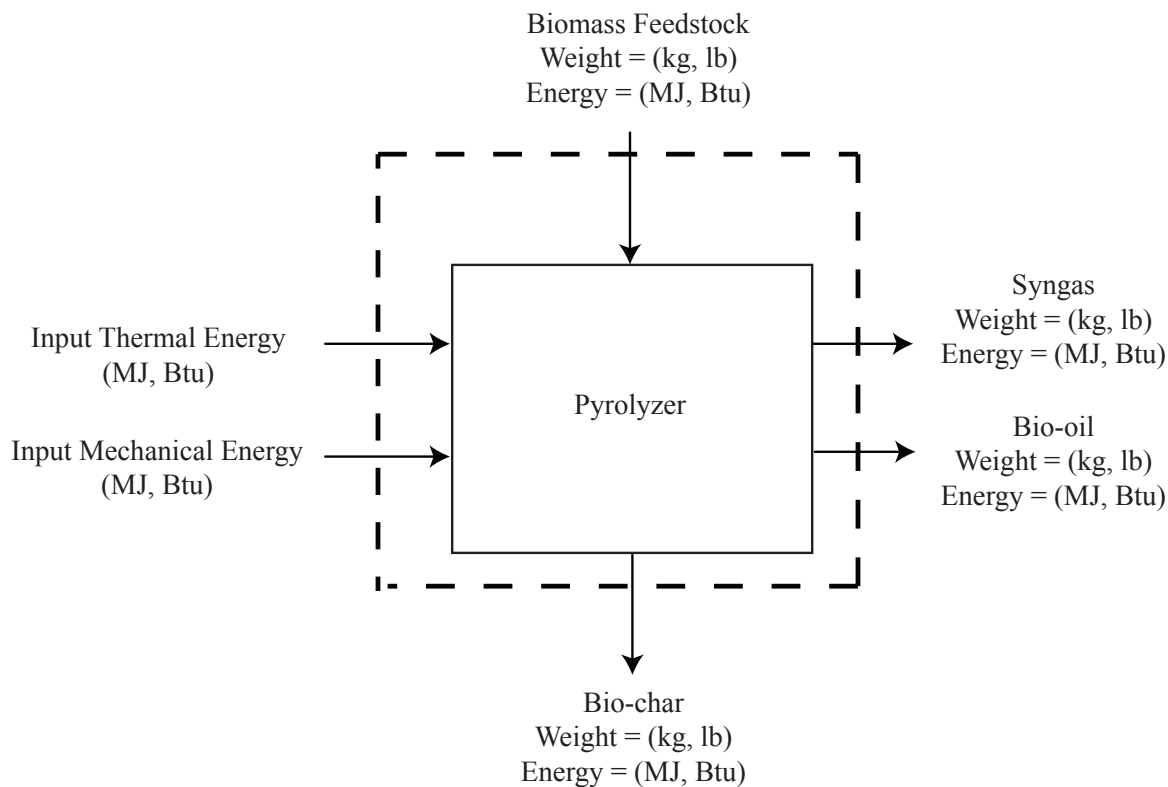 Biomass Feedstock
Weight = (kg, lb)
Energy = (MJ, Btu)
Input Thermal Energy
(MJ, Btu)
Input Mechanical Energy
(MJ, Btu)
Pyrolyzer
Syngas
Weight = (kg, lb)
Energy = (MJ, Btu)
Bio-oil
Weight = (kg, lb)
Energy = (MJ, Btu)
Bio-char
Weight = (kg, lb)
Energy = (MJ, Btu)